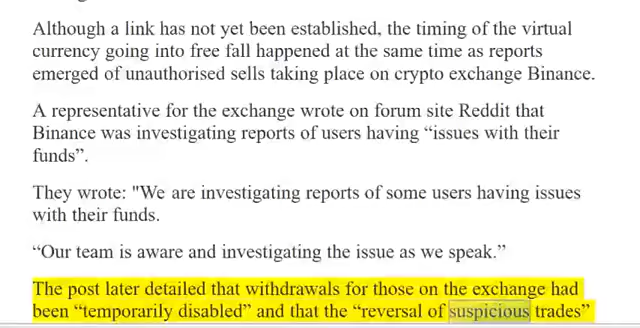 Although a link has not yet been established, the timing of the virtual
currency going into free fall happened at the same time as reports
emerged of unauthorised sells taking place on crypto exchange Binance.
A representative for the exchange wrote on forum site Reddit that
Binance was investigating reports of users having “issues with their
funds”.
They wrote: "We are investigating reports of some users having issues
with their funds.
“Our team is aware and investigating the issue as we speak.”
The post later detailed that withdrawals for those on the exchange had
been “temporarily disabled” and that the “reversal of suspicious trades”